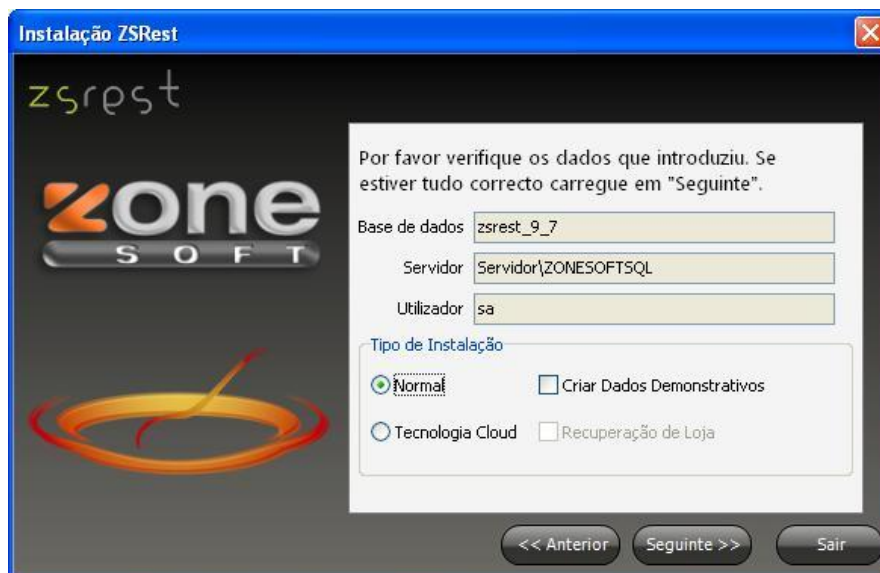 Instalação ZSRest
zsrest
zone
SOFT
Por favor verifique os dados que introduziu. Se
estiver tudo correcto carregue em "Seguinte".
Base de dados zsrest_9_7
Servidor Servidor\ZONESOFTSQL
Utilizador sa
Tipo de Instalação
Normal Criar Dados Demonstrativos
Tecnologia Cloud Recuperação de Loja
<< Anterior Seguinte >> Sair